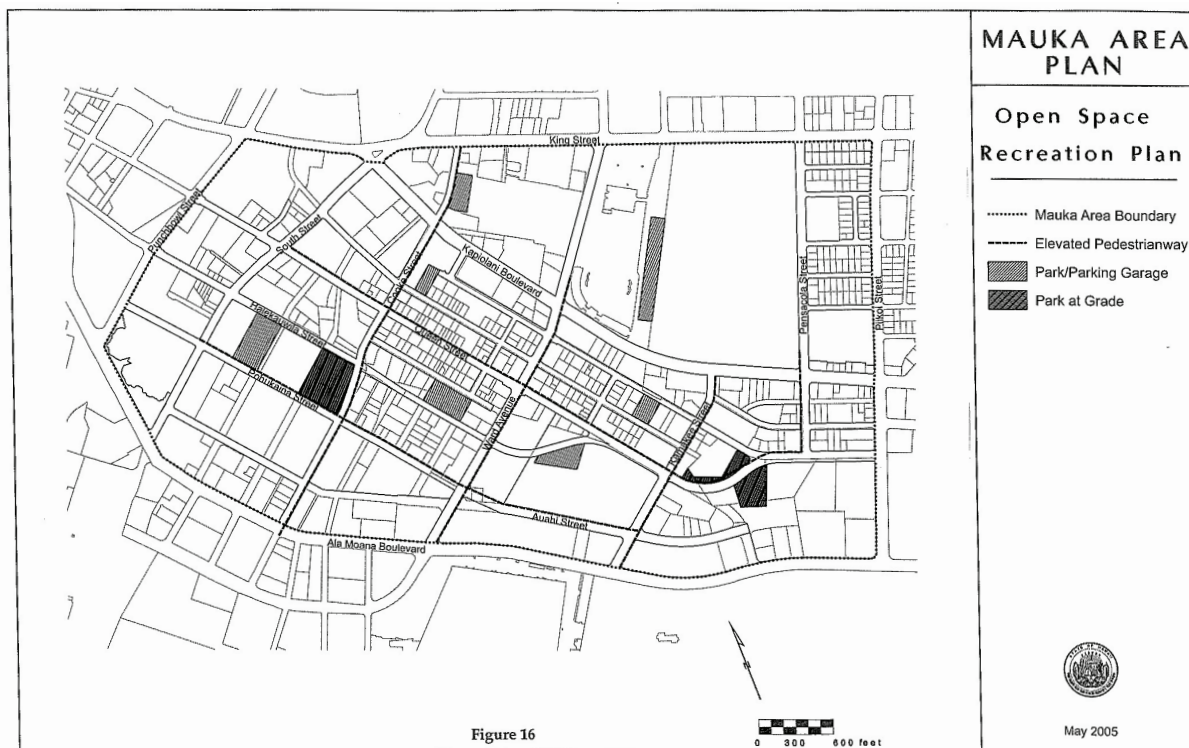 MAUKA AREA
PLAN
Open Space
Recreation Plan
Mauka Area Boundary
Elevated Pedestrianway
Park/Parking Garage
Park at Grade
King Street
Punchbowl Street
South Street
Cooke Street
Kapiolani Boulevard
Halekauwila Street
Queen Street
Pohukaina Street
Ward Avenue
Kamakee Street
Pensacola Street
Piikoi Street
Auahi Street
Ala Moana Boulevard
N
Figure 16
0 300 600 feet
May 2005